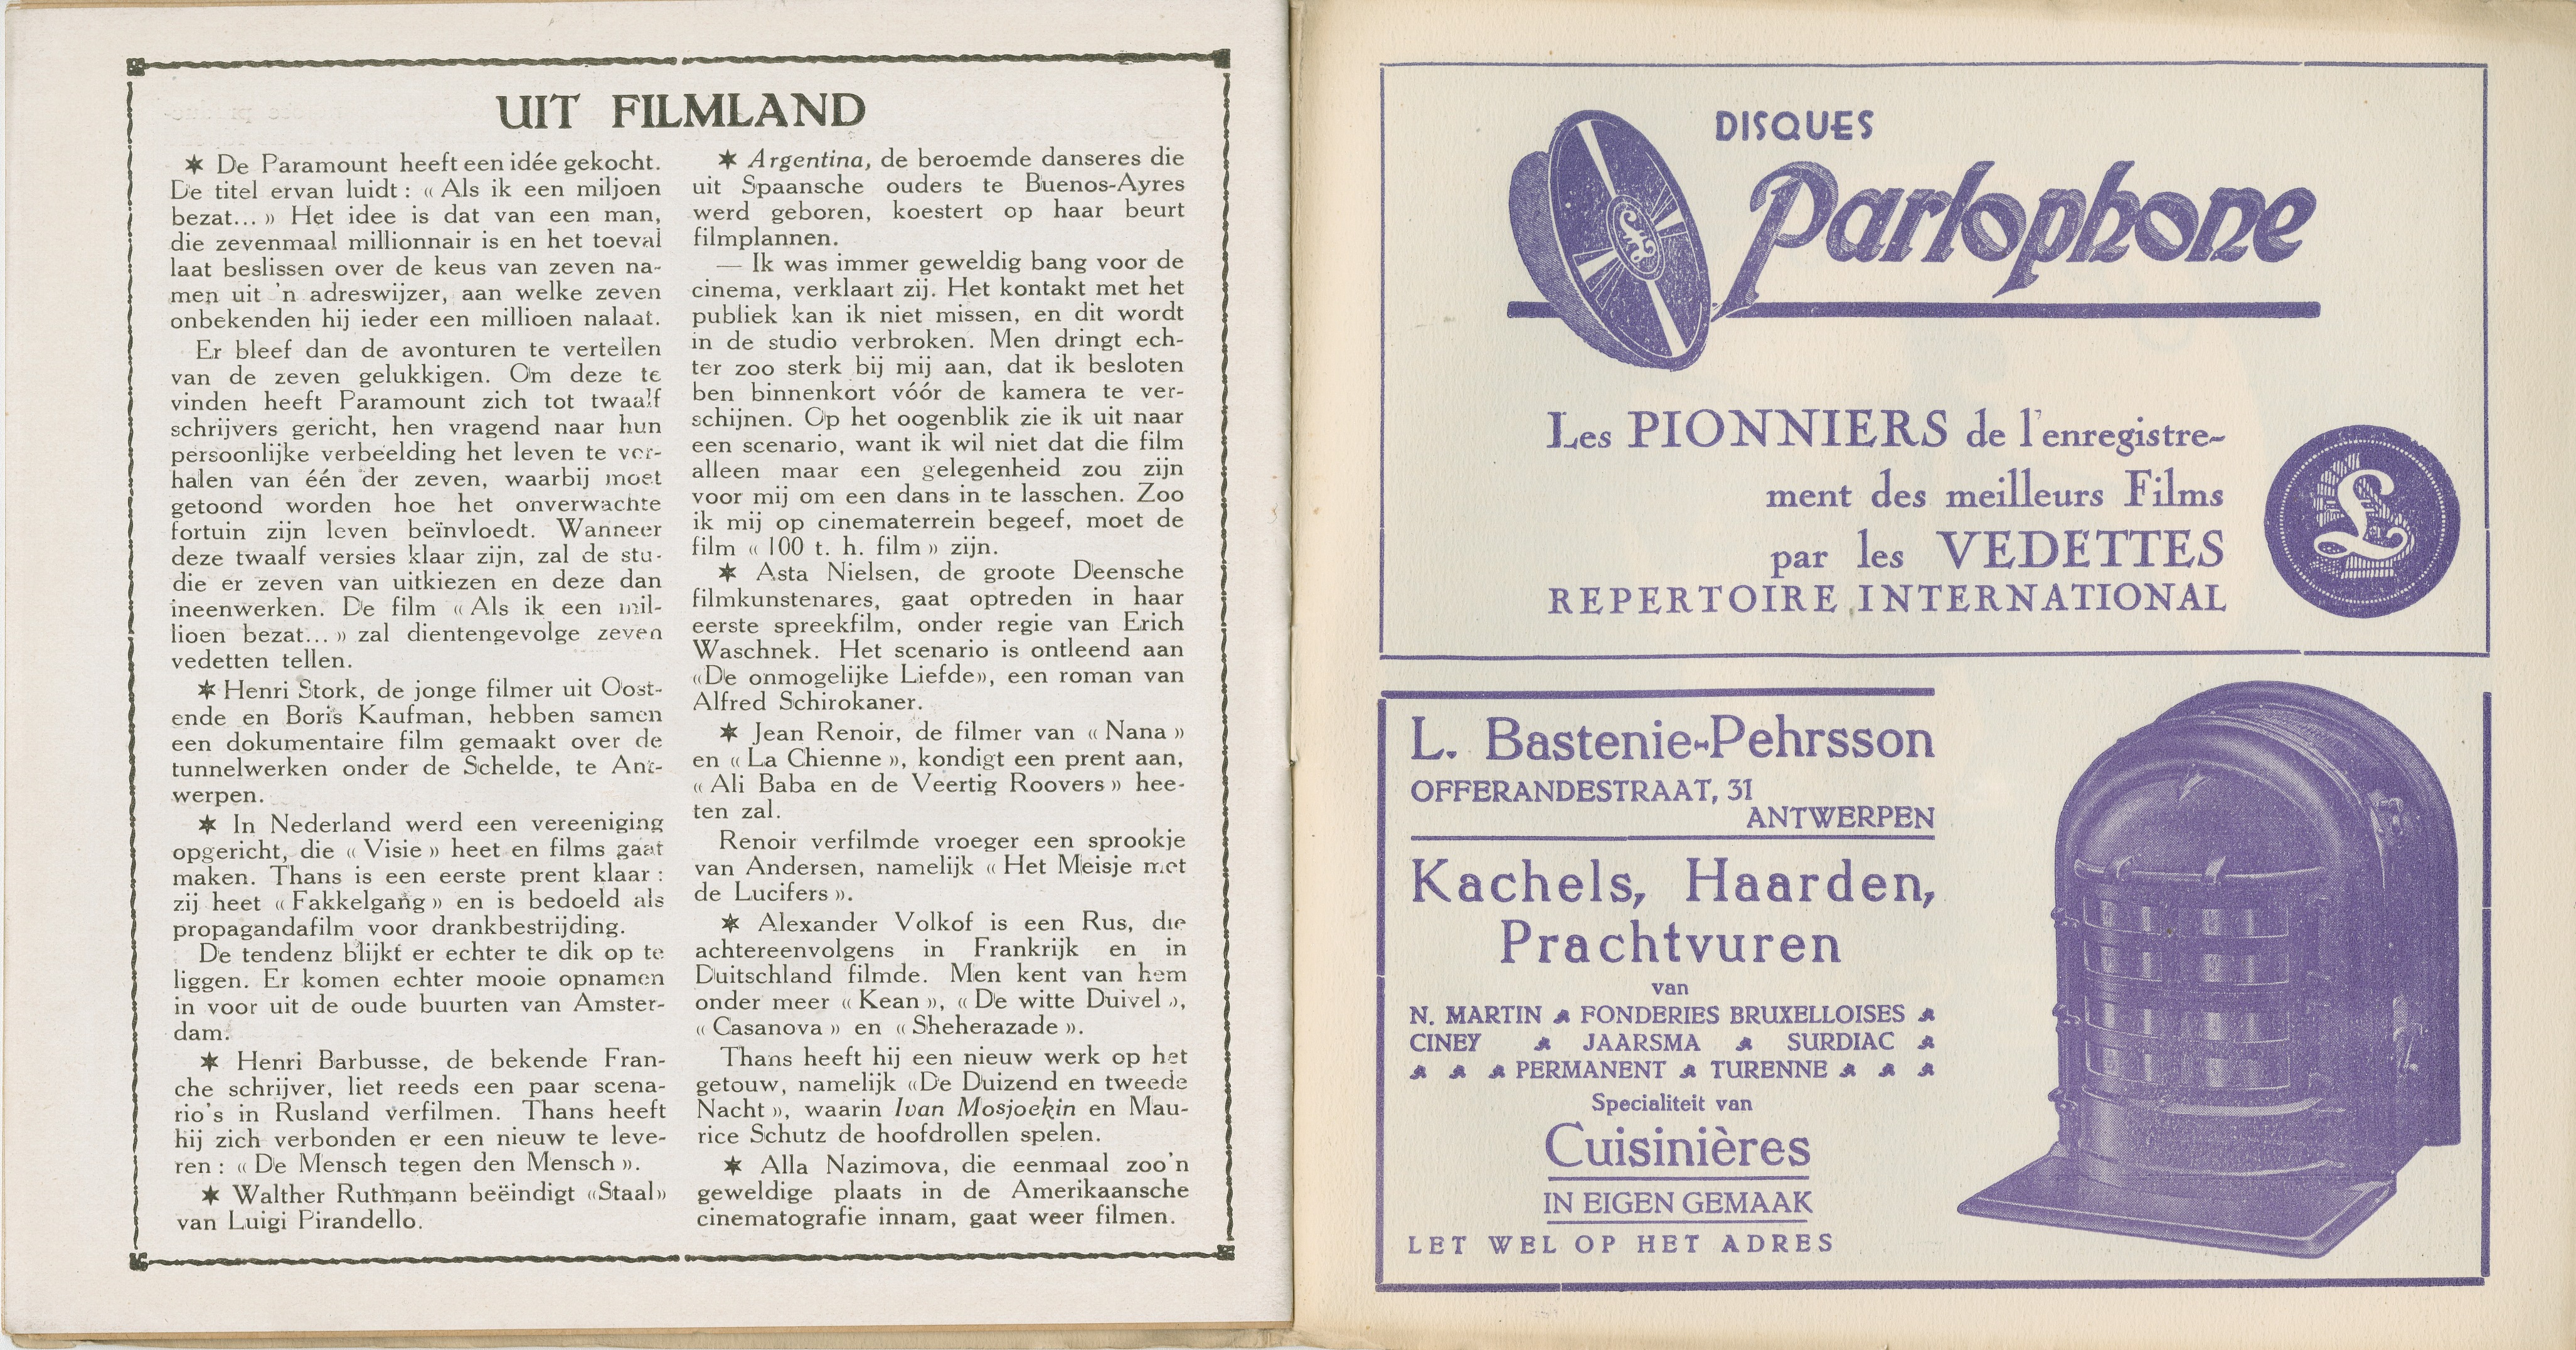 UIT FILMLAND
✶ De Paramount heeft een idée gekocht.
De titel ervan luidt : « Als ik een miljoen
bezat... » Het idee is dat van een man,
die zevenmaal millionnair is en het toeval
laat beslissen over de keus van zeven na-
men uit 'n adreswijzer, aan welke zeven
onbekenden hij ieder een millioen nalaat.
Er bleef dan de avonturen te vertellen
van de zeven gelukkigen. Om deze te
vinden heeft Paramount zich tot twaalf
schrijvers gericht, hen vragend naar hun
persoonlijke verbeelding het leven te ver-
halen van één der zeven, waarbij moet
getoond worden hoe het onverwachte
fortuin zijn leven beïnvloedt. Wanneer
deze twaalf versies klaar zijn, zal de stu-
die er zeven van uitkiezen en deze dan
ineenwerken. De film « Als ik een mil-
lioen bezat... » zal dientengevolge zeven
vedetten tellen.
✶ Henri Stork, de jonge filmer uit Oost-
ende en Boris Kaufman, hebben samen
een dokumentaire film gemaakt over de
tunnelwerken onder de Schelde, te Ant-
werpen.
✶ In Nederland werd een vereeniging
opgericht, die « Visie » heet en films gaat
maken. Thans is een eerste prent klaar :
zij heet « Fakkelgang » en is bedoeld als
propagandafilm voor drankbestrijding.
De tendenz blijkt er echter te dik op te
liggen. Er komen echter mooie opnamen
in voor uit de oude buurten van Amster-
dam.
✶ Henri Barbusse, de bekende Fran-
che schrijver, liet reeds een paar scena-
rio's in Rusland verfilmen. Thans heeft
hij zich verbonden er een nieuw te leve-
ren : « De Mensch tegen den Mensch ».
✶ Walther Ruthmann beëindigt «Staal»
van Luigi Pirandello.
✶ Argentina, de beroemde danseres die
uit Spaansche ouders te Buenos-Ayres
werd geboren, koestert op haar beurt
filmplannen.
— Ik was immer geweldig bang voor de
cinema, verklaart zij. Het kontakt met het
publiek kan ik niet missen, en dit wordt
in de studio verbroken. Men dringt ech-
ter zoo sterk bij mij aan, dat ik besloten
ben binnenkort vóór de kamera te ver-
schijnen. Op het oogenblik zie ik uit naar
een scenario, want ik wil niet dat die film
alleen maar een gelegenheid zou zijn
voor mij om een dans in te lasschen. Zoo
ik mij op cinematerrein begeef, moet de
film « 100 t. h. film » zijn.
✶ Asta Nielsen, de groote Deensche
filmkunstenares, gaat optreden in haar
eerste spreekfilm, onder regie van Erich
Waschnek. Het scenario is ontleend aan
«De onmogelijke Liefde», een roman van
Alfred Schirokaner.
✶ Jean Renoir, de filmer van « Nana »
en « La Chienne », kondigt een prent aan,
« Ali Baba en de Veertig Roovers » hee-
ten zal.
Renoir verfilmde vroeger een sprookje
van Andersen, namelijk « Het Meisje met
de Lucifers ».
✶ Alexander Volkof is een Rus, die
achtereenvolgens in Frankrijk en in
Duitschland filmde. Men kent van hem
onder meer « Kean », « De witte Duivel »,
« Casanova » en « Sheherazade ».
Thans heeft hij een nieuw werk op het
getouw, namelijk «De Duizend en tweede
Nacht », waarin Ivan Mosjoekin en Mau-
rice Schutz de hoofdrollen spelen.
✶ Alla Nazimova, die eenmaal zoo'n
geweldige plaats in de Amerikaansche
cinematografie innam, gaat weer filmen.
DISQUES
Parlophone
Les PIONNIERS de l'enregistre-
ment des meilleurs Films
par les VEDETTES
REPERTOIRE INTERNATIONAL
£
L. Bastenie-Pehrsson
OFFERANDESTRAAT, 31
ANTWERPEN
Kachels, Haarden,
Prachtvuren
van
N. MARTIN FONDERIES BRUXELLOISES
CINEY JAARSMA SURDIAC
PERMANENT TURENNE
Specialiteit van
Cuisinières
IN EIGEN GEMAAK
LET WEL OP HET ADRES